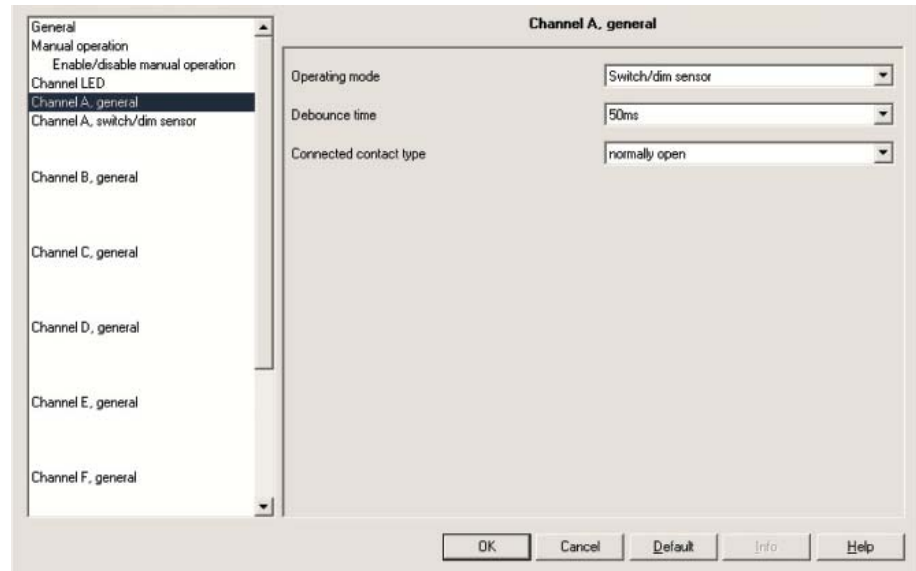 General
Manual operation
Enable/disable manual operation
Channel LED
Channel A, general
Channel A, switch/dim sensor
Channel B, general
Channel C, general
Channel D, general
Channel E, general
Channel F, general
Channel A, general
Operating mode
Switch/dim sensor
Debounce time
50ms
Connected contact type
normally open
OK
Cancel
Default
Info
Help